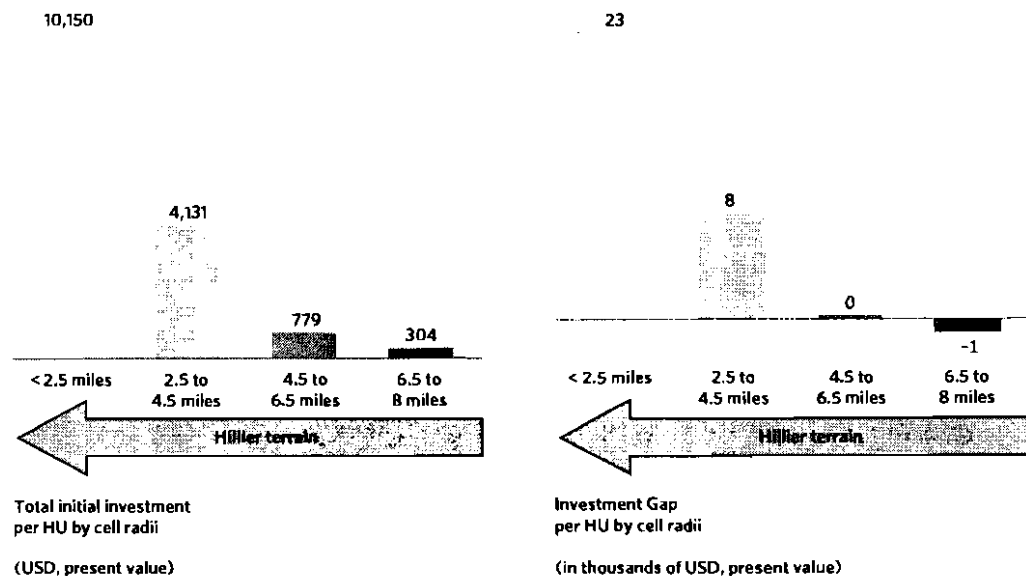 10,150
4,131
779
304
< 2.5 miles
2.5 to
4.5 miles
4.5 to
6.5 miles
6.5 to
8 miles
Hillier terrain
Total initial investment
per HU by cell radii
(USD, present value)
23
8
0
-1
< 2.5 miles
2.5 to
4.5 miles
4.5 to
6.5 miles
6.5 to
8 miles
Hillier terrain
Investment Gap
per HU by cell radii
(in thousands of USD, present value)